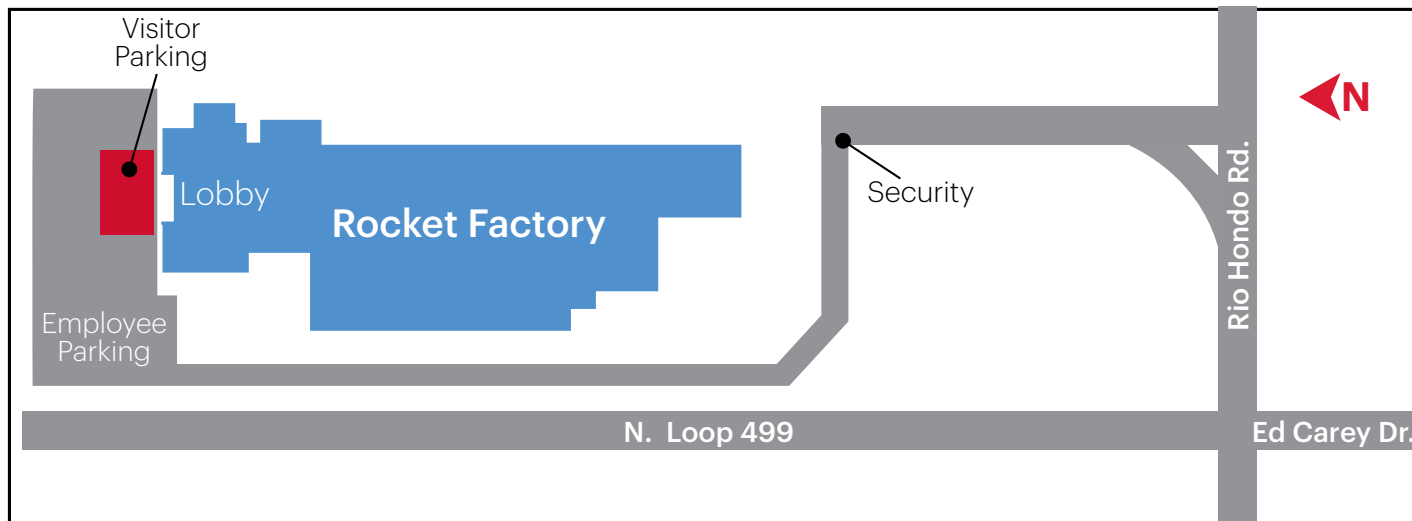 Visitor
Parking
N
Lobby
Security
Rocket Factory
Rio Hondo Rd.
Employee
Parking
N. Loop 499
Ed Carey Dr.